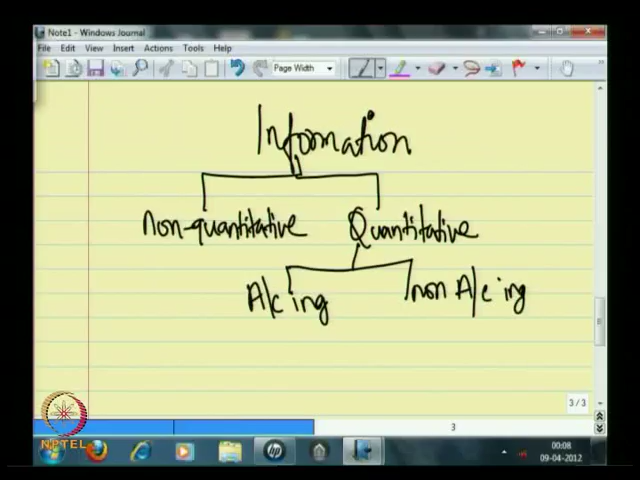 Note1 - Windows Journal
File Edit View Insert Actions Tools Help
Page Width
Information
Non-quantitative Quantitative
A/c ing non A/c ing
3 / 3
3
NPTEL
hp
00:08
09-04-2012